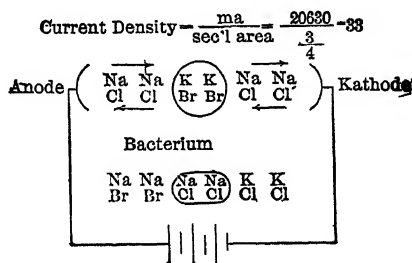 Current Density = ma / sec'l area = 20630 / 3/4 = 33
Na Na K K Na Na
Anode Kathode
Cl Cl Br Br Cl Cl
Bacterium
Na Na Na Na K K
Br Br Cl Cl Cl Cl